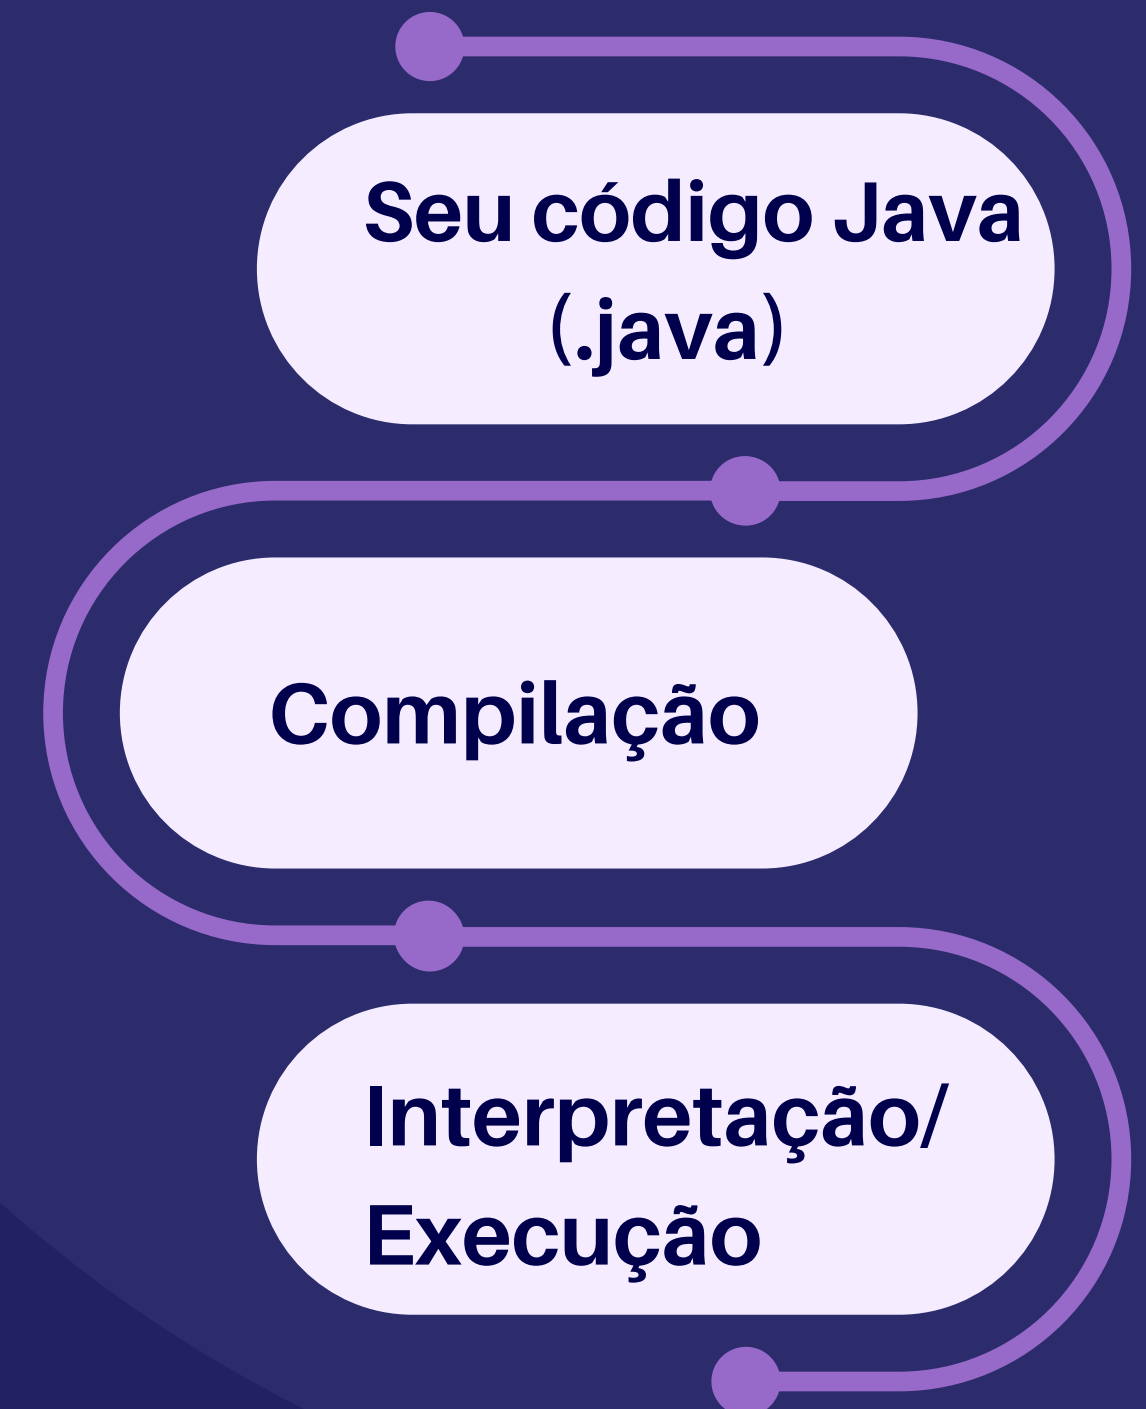 Seu código Java
(.java)
Compilação
Interpretação/
Execução